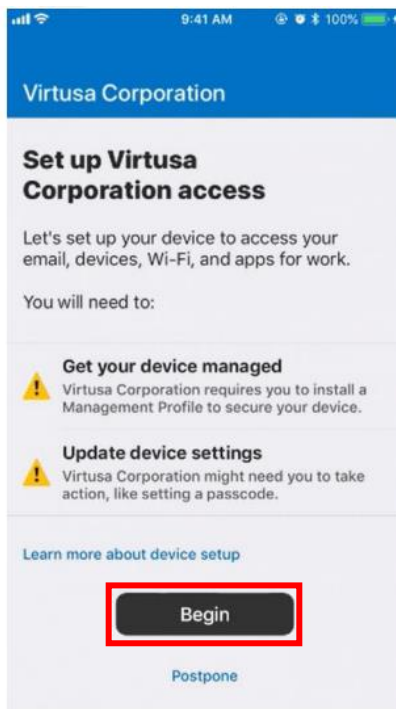 9:41 AM
100%
Virtusa Corporation
Set up Virtusa
Corporation access
Let's set up your device to access your
email, devices, Wi-Fi, and apps for work.
You will need to:
Get your device managed
Virtusa Corporation requires you to install a
Management Profile to secure your device.
Update device settings
Virtusa Corporation might need you to take
action, like setting a passcode.
Learn more about device setup
Begin
Postpone